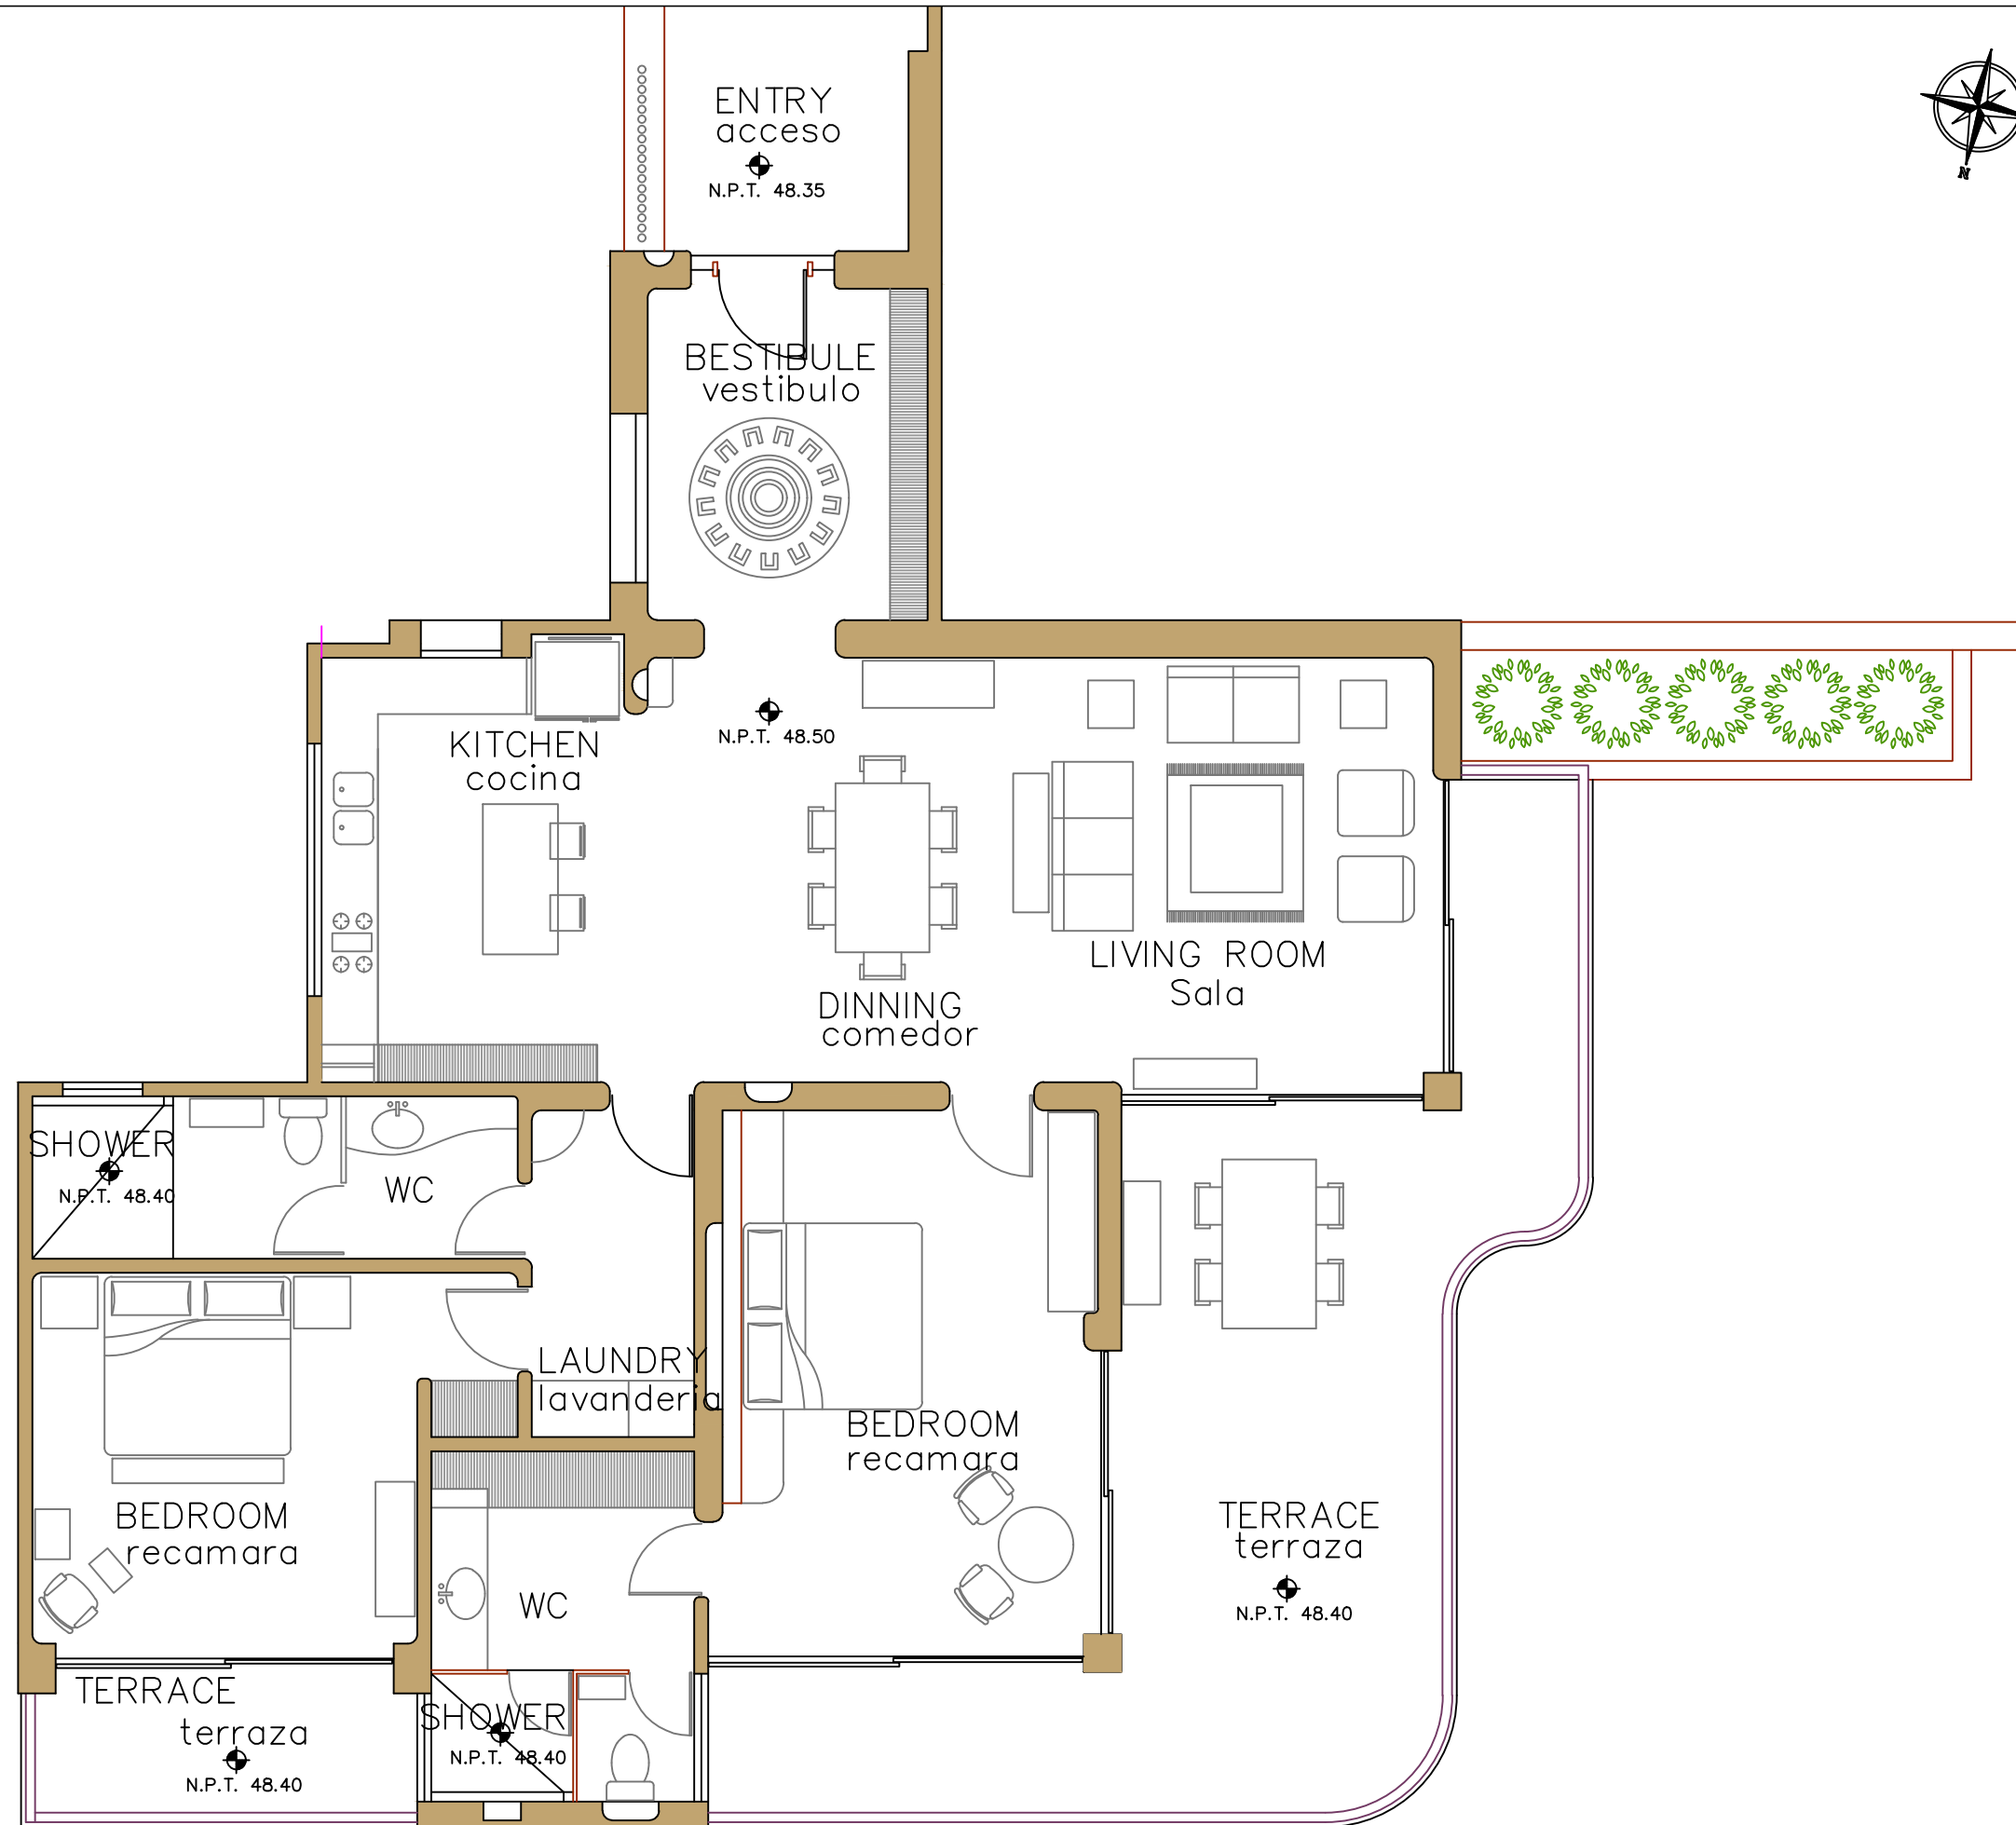 ENTRY
acceso
N.P.T. 48.35
N
BESTIBULE
vestibulo
N.P.T. 48.50
KITCHEN
cocina
LIVING ROOM
Sala
DINNING
comedor
SHOWER
N.P.T. 48.40
WC
LAUNDRY
lavanderia
BEDROOM
recamara
BEDROOM
recamara
TERRACE
terraza
N.P.T. 48.40
WC
TERRACE
terraza
N.P.T. 48.40
SHOWER
N.P.T. 48.40